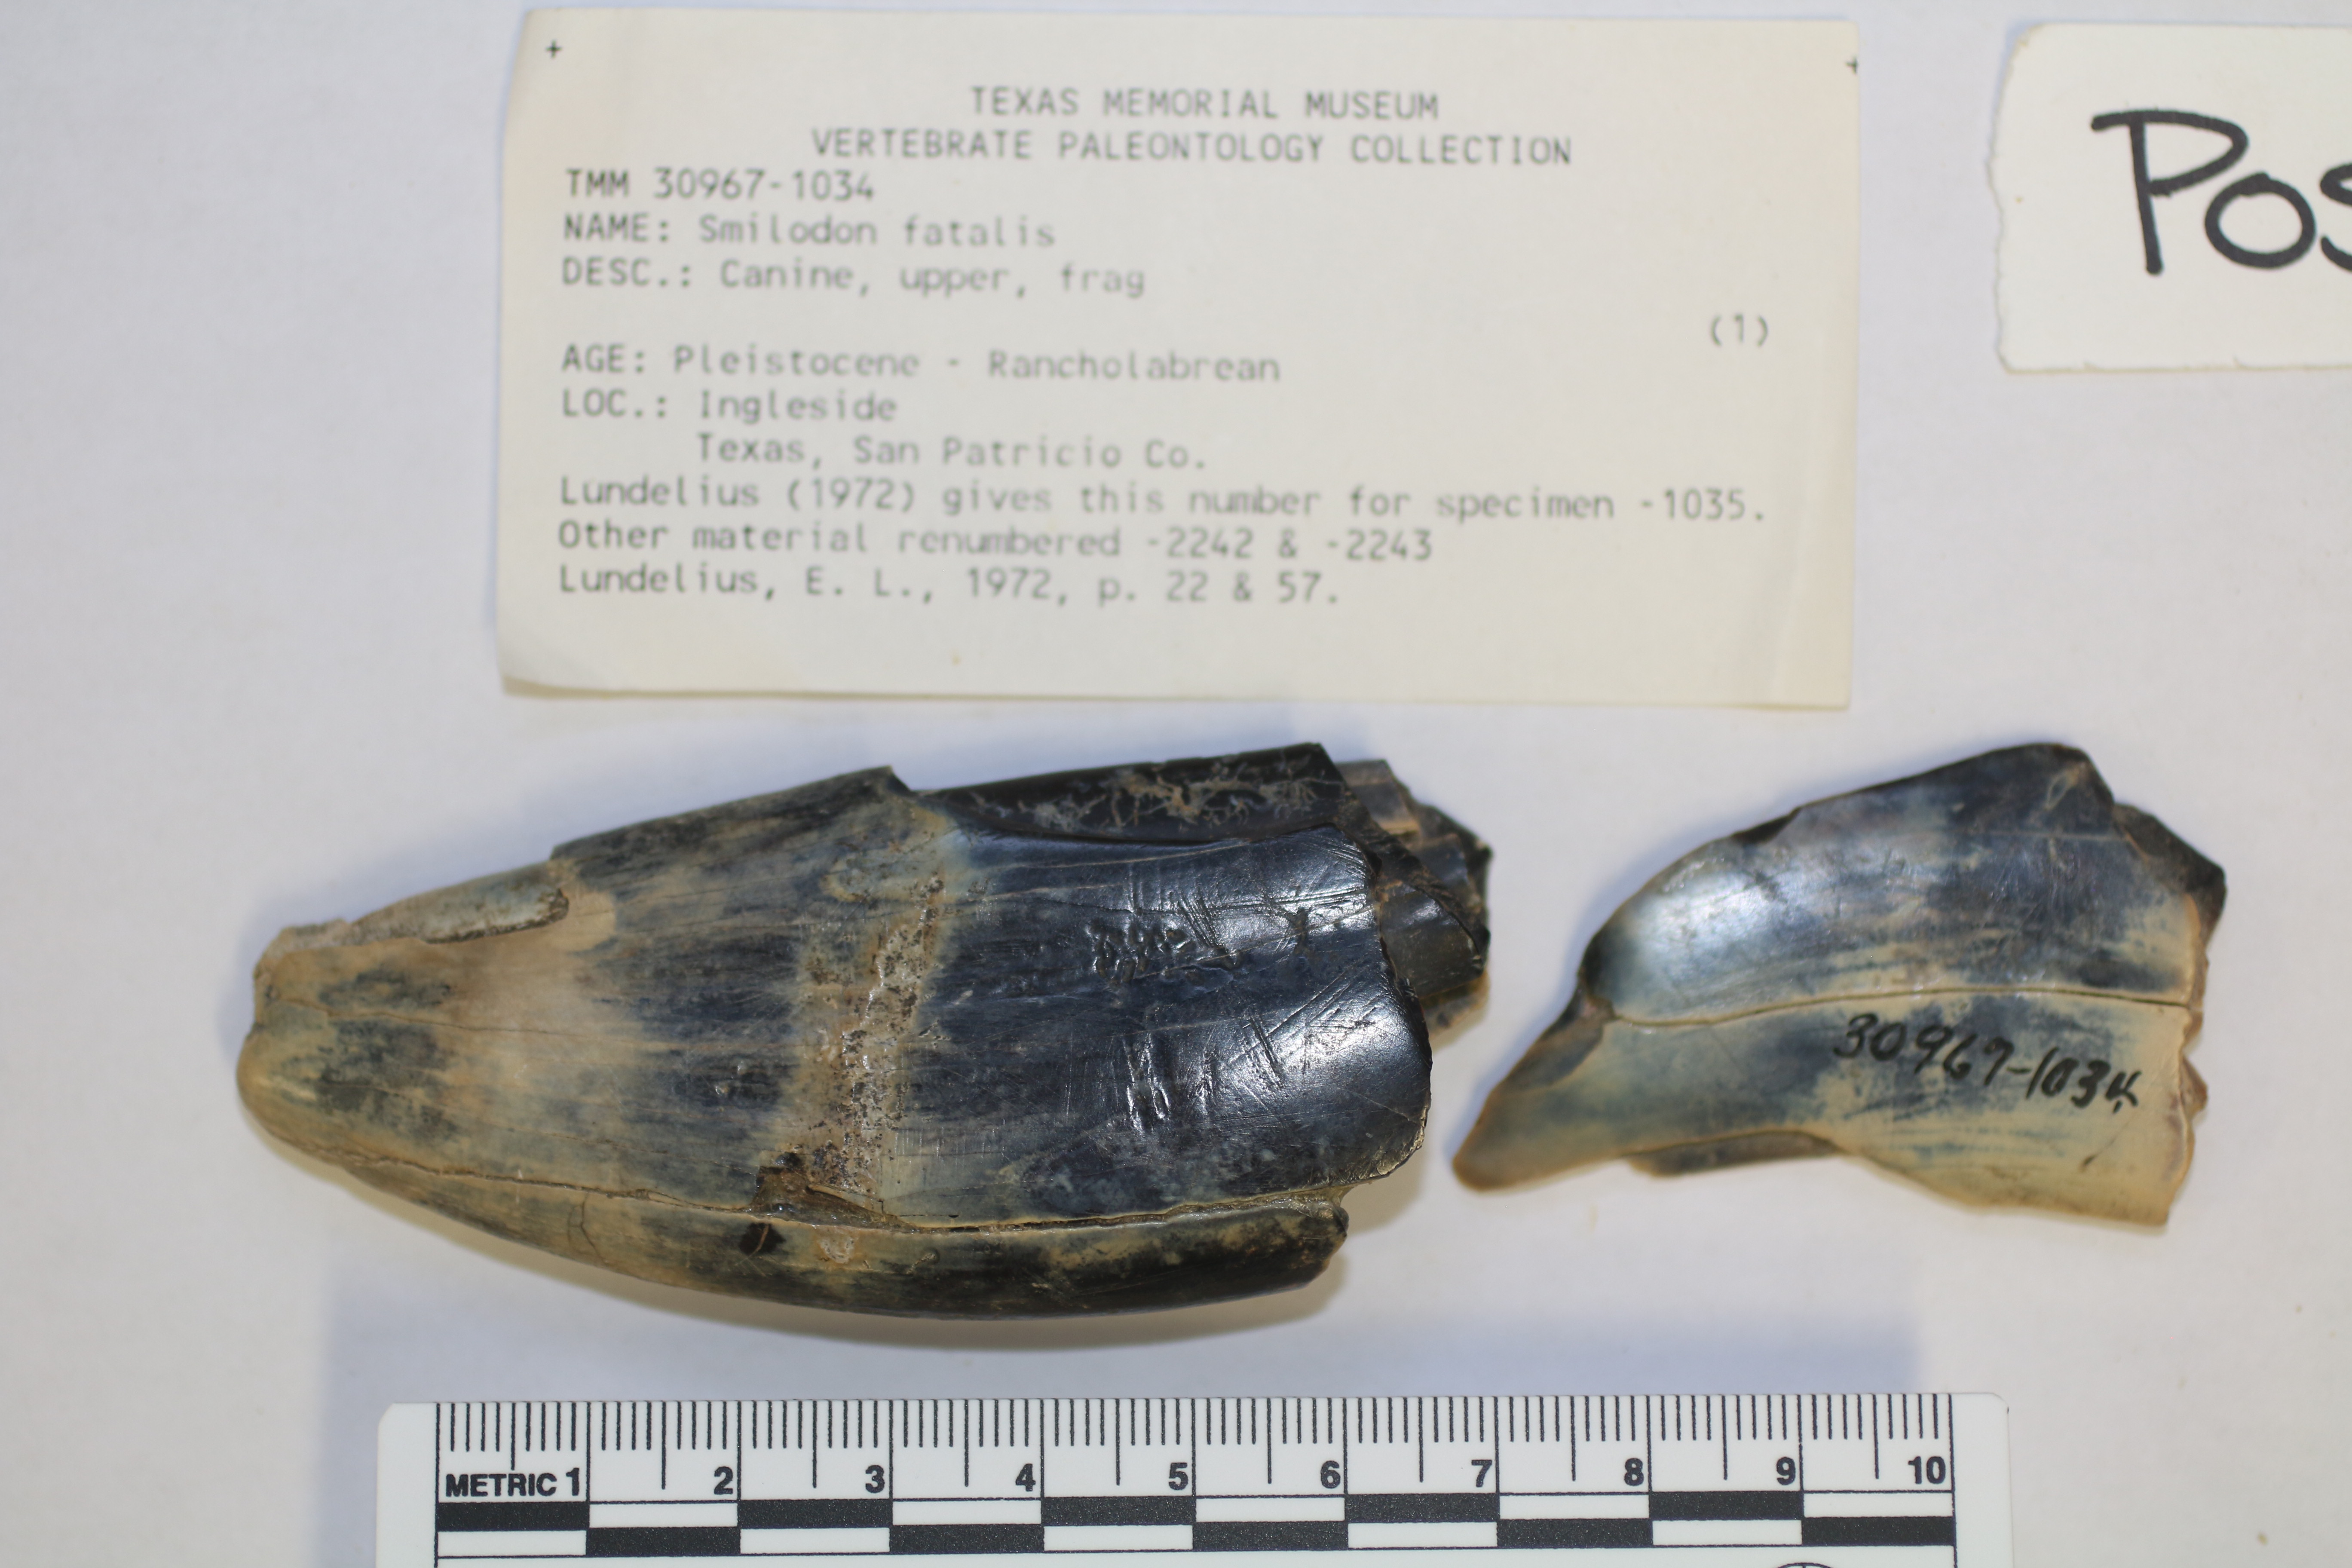 TEXAS MEMORIAL MUSEUM
VERTEBRATE PALEONTOLOGY COLLECTION
TMM 30967-1034
NAME: Smilodon fatalis
DESC.: Canine, upper, frag
(1)
AGE: Pleistocene - Rancholabrean
LOC.: Ingleside
Texas, San Patricio Co.
Lundelius (1972) gives this number for specimen -1035.
Other material renumbered -2242 & -2243
Lundelius, E. L., 1972, p. 22 & 57.
Pos
30967-1034
METRIC 1 2 3 4 5 6 7 8 9 10